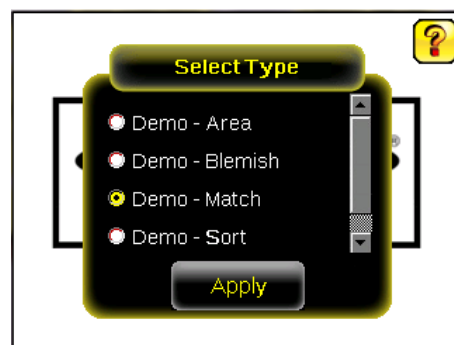 ?
Select Type
Demo - Area
Demo - Blemish
Demo - Match
Demo - Sort
Apply